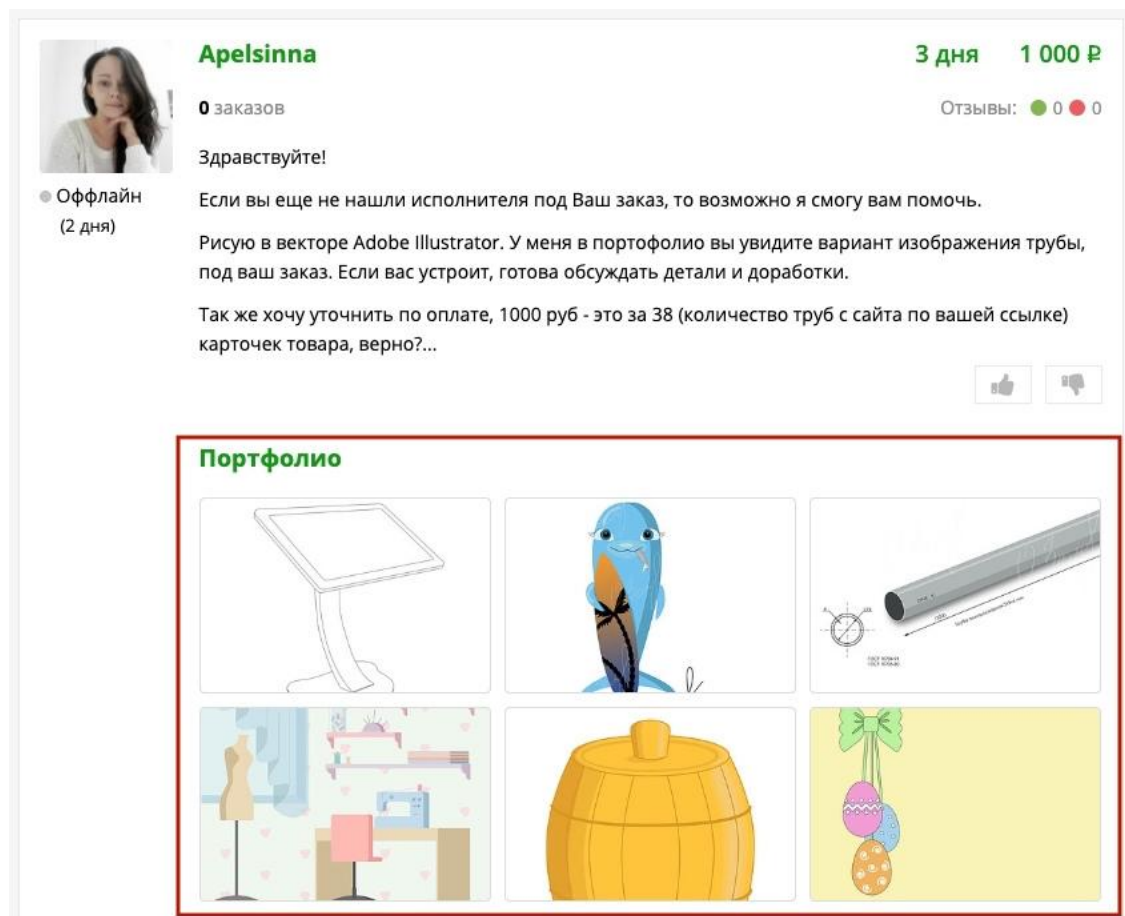 Apelsinna
3 дня 1 000 ₽
0 заказов
Отзывы: 0 0
Оффлайн
(2 дня)
Здравствуйте!
Если вы еще не нашли исполнителя под Ваш заказ, то возможно я смогу вам помочь.
Рисую в векторе Adobe Illustrator. У меня в портофолио вы увидите вариант изображения трубы,
под ваш заказ. Если вас устроит, готова обсуждать детали и доработки.
Так же хочу уточнить по оплате, 1000 руб - это за 38 (количество труб с сайта по вашей ссылке)
карточек товара, верно?...
Портфолио